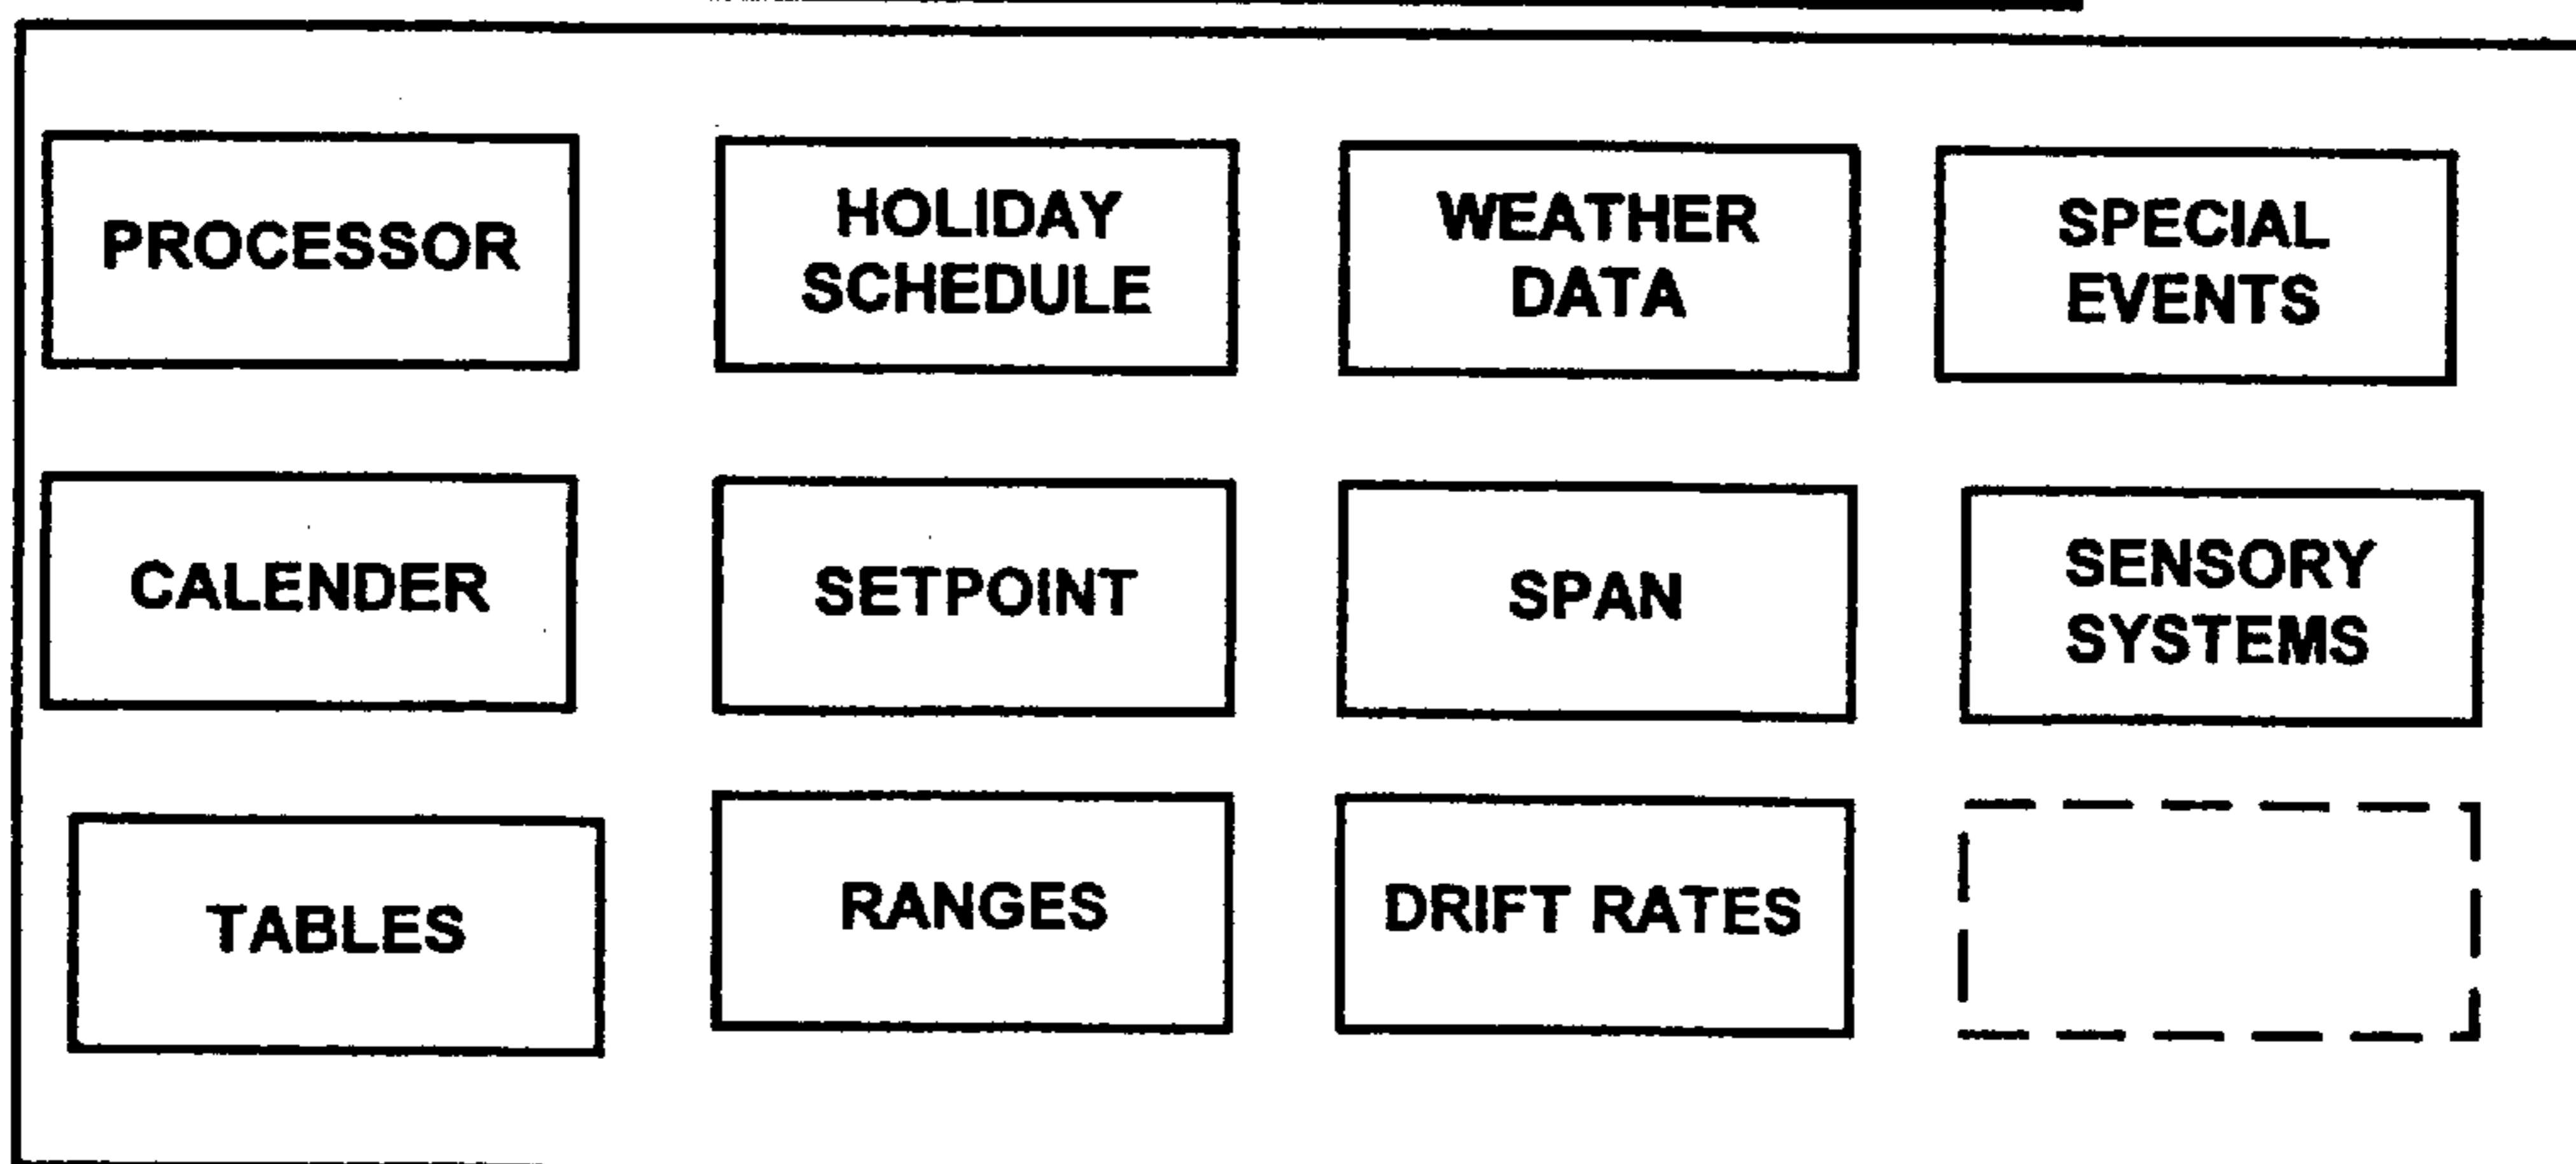 PROCESSOR
HOLIDAY
SCHEDULE
WEATHER
DATA
SPECIAL
EVENTS
CALENDER
SETPOINT
SPAN
SENSORY
SYSTEMS
TABLES
RANGES
DRIFT RATES